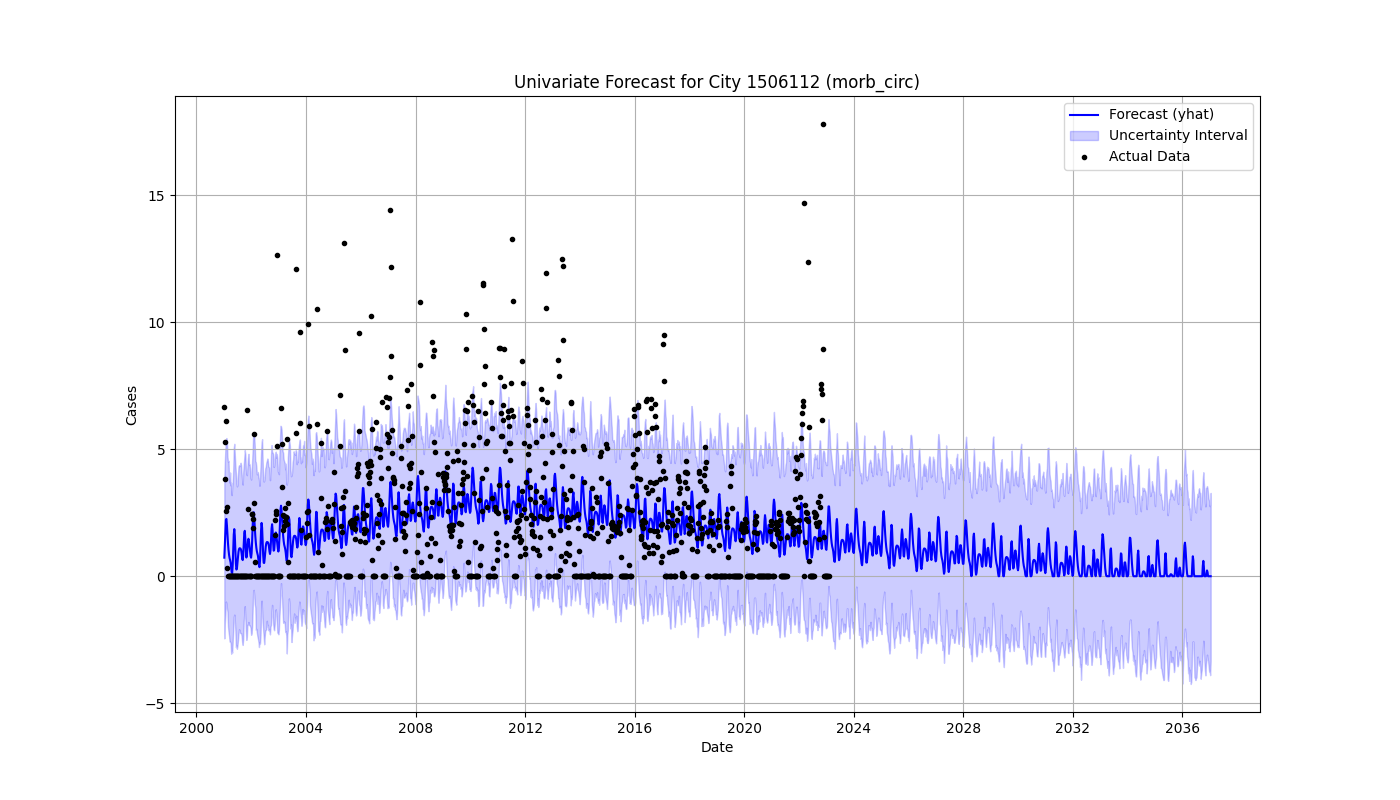 Univariate Forecast for City 1506112 (morb_circ)
Forecast (yhat)
Uncertainty Interval
Actual Data
Cases
15
10
5
0
−5
2000 2004 2008 2012 2016 2020 2024 2028 2032 2036
Date